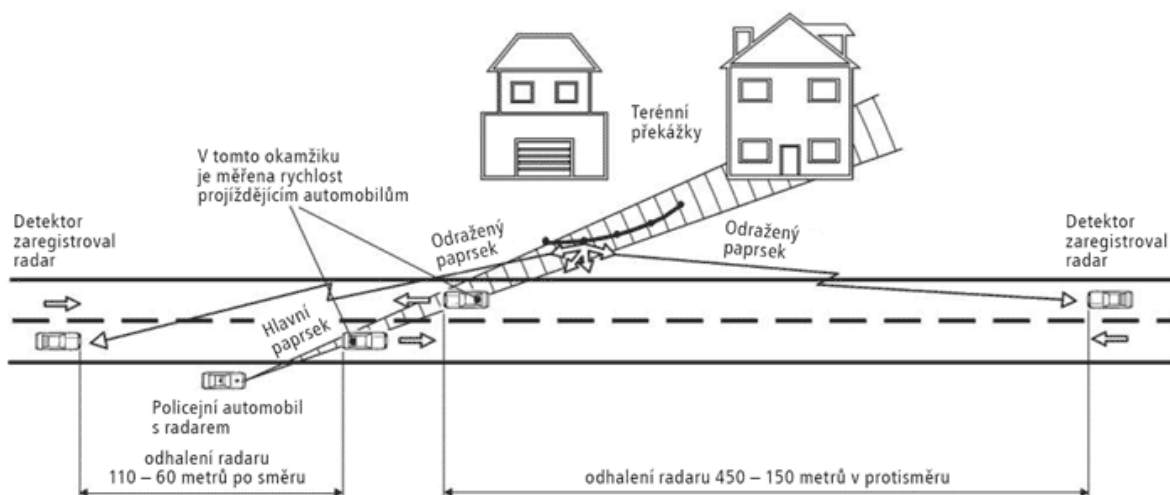 Terénní
překážky
V tomto okamžiku
je měřena rychlost
projíždějícím automobilům
Detektor
zaregistroval
radar
Odražený
paprsek
Odražený
paprsek
Detektor
zaregistroval
radar
Hlavní
paprsek
Policejní automobil
s radarem
odhalení radaru
110 – 60 metrů po směru
odhalení radaru 450 – 150 metrů v protisměru